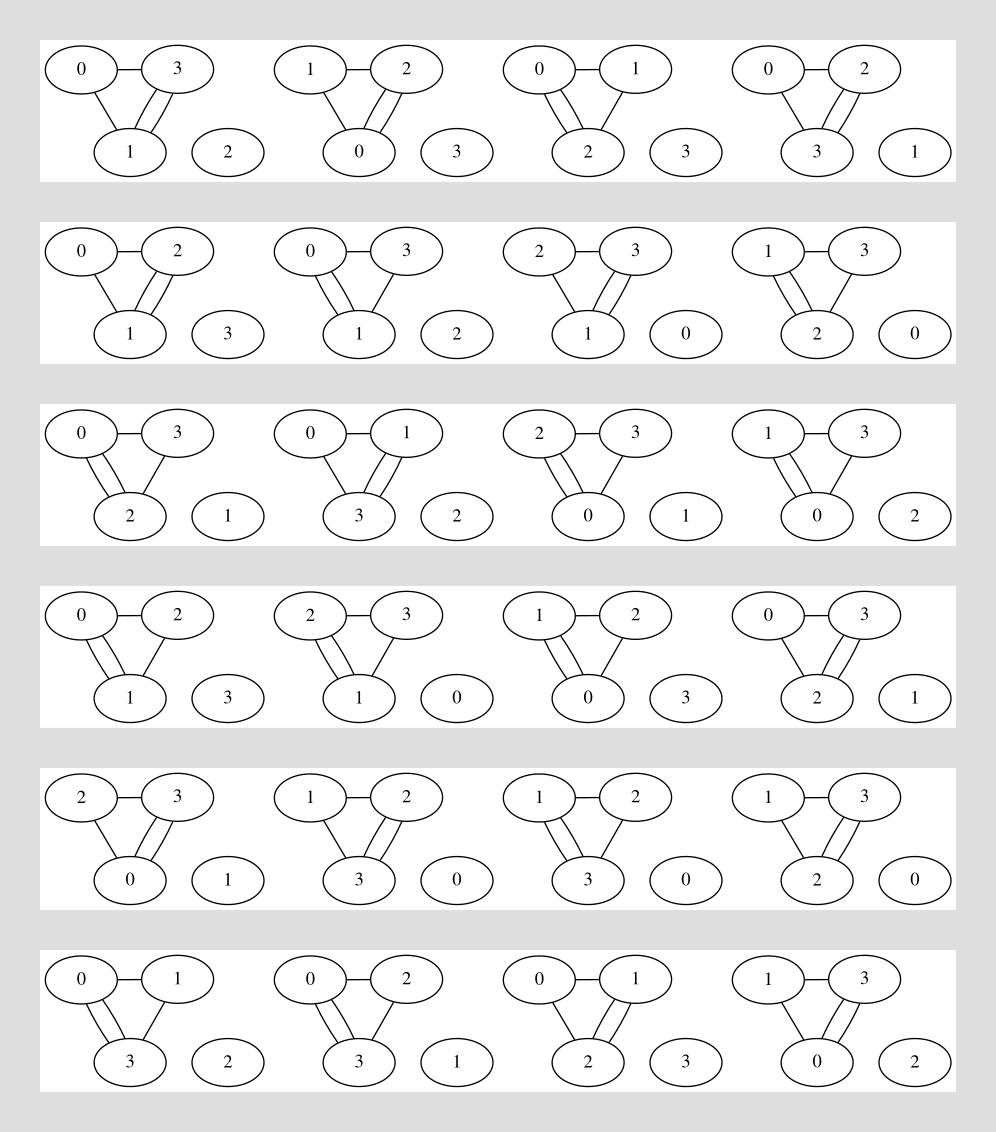 0 3 1 2 0 1 0 2
1 2 0 3 2 3 3 1
0 2 0 3 2 3 1 3
1 3 1 2 1 0 2 0
0 3 0 1 2 3 1 3
2 1 3 2 0 1 0 2
0 2 2 3 1 2 0 3
1 3 1 0 0 3 2 1
2 3 1 2 1 2 1 3
0 1 3 0 3 0 2 0
0 1 0 2 0 1 1 3
3 2 3 1 2 3 0 2